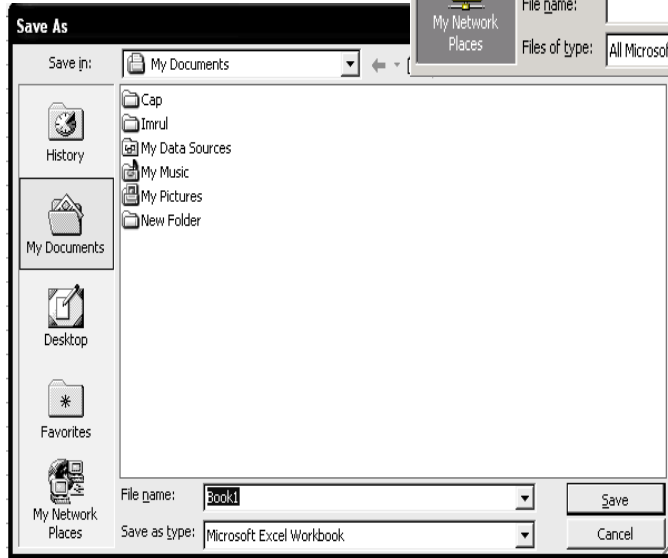 Save As
File name:
My Network
Places
Files of type: All Microsof
Save in: My Documents
History
My Documents
Desktop
Favorites
My Network
Places
Cap
Imrul
My Data Sources
My Music
My Pictures
New Folder
File name: Book1
Save
Save as type: Microsoft Excel Workbook
Cancel